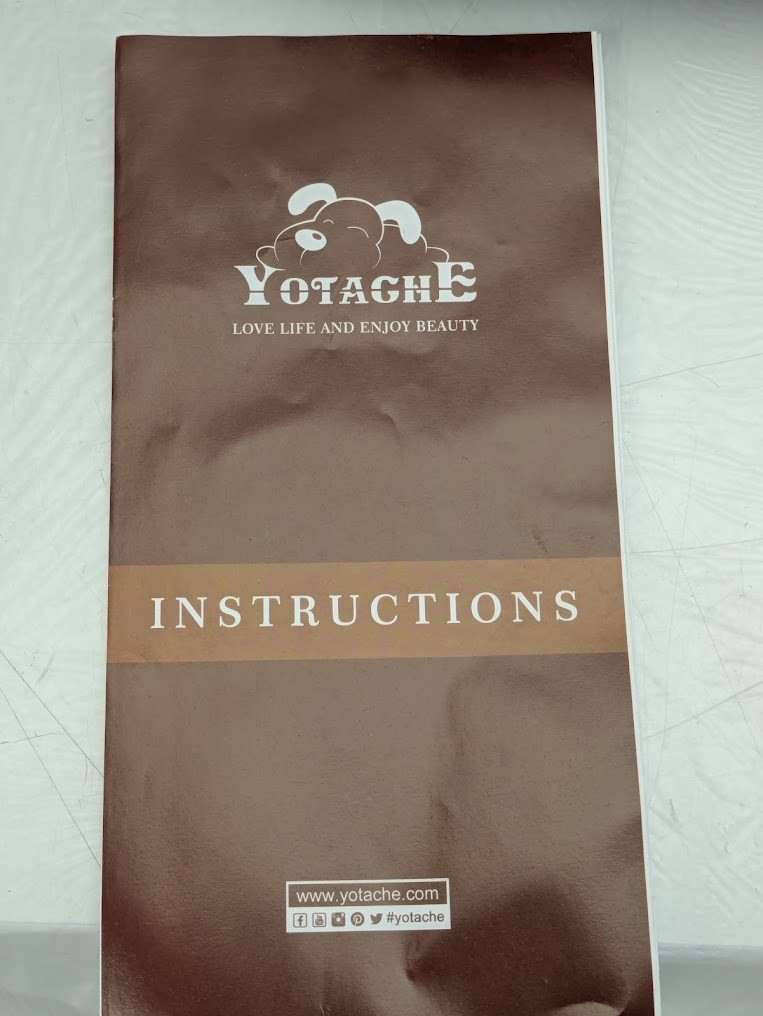 YOTACHE
LOVE LIFE AND ENJOY BEAUTY
INSTRUCTIONS
www.yotache.com
#yotache